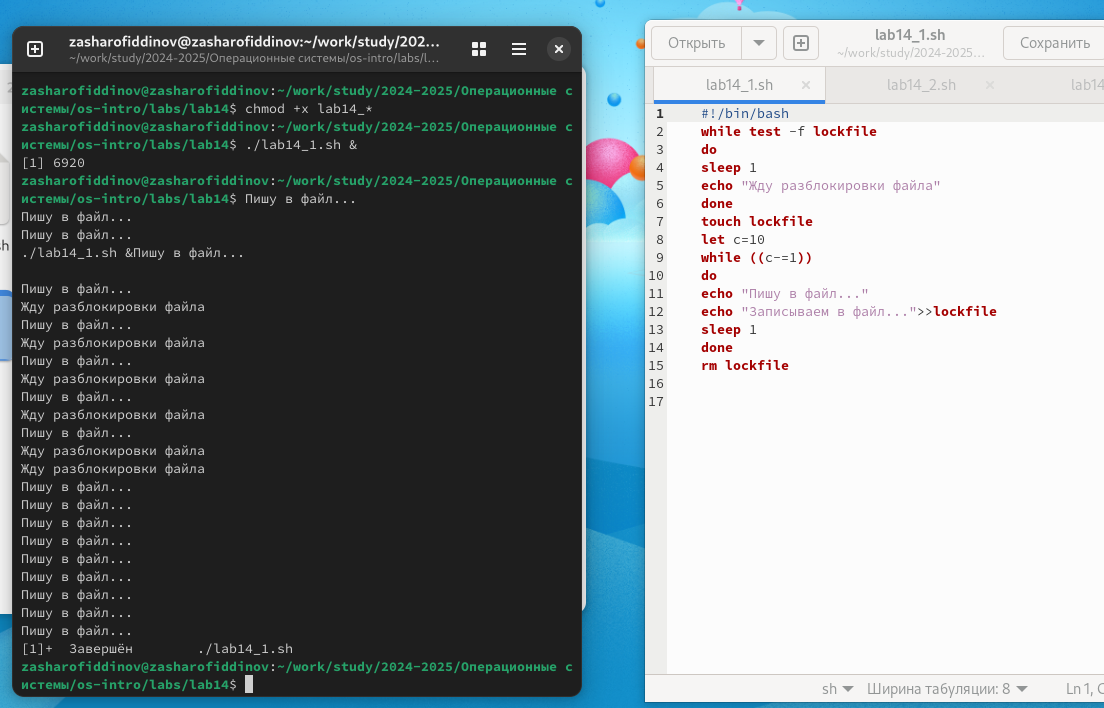 zasharofiddinov@zasharofiddinov:~/work/study/202...
~/work/study/2024-2025/Операционные системы/os-intro/labs/l...
zasharofiddinov@zasharofiddinov:~/work/study/2024-2025/Операционные с
истемы/os-intro/labs/lab14$ chmod +x lab14_*
zasharofiddinov@zasharofiddinov:~/work/study/2024-2025/Операционные с
истемы/os-intro/labs/lab14$ ./lab14_1.sh &
[1] 6920
zasharofiddinov@zasharofiddinov:~/work/study/2024-2025/Операционные с
истемы/os-intro/labs/lab14$ Пишу в файл...
Пишу в файл...
Пишу в файл...
./lab14_1.sh &Пишу в файл...
Пишу в файл...
Жду разблокировки файла
Пишу в файл...
Жду разблокировки файла
Пишу в файл...
Жду разблокировки файла
Пишу в файл...
Жду разблокировки файла
Пишу в файл...
Жду разблокировки файла
Жду разблокировки файла
Пишу в файл...
Пишу в файл...
Пишу в файл...
Пишу в файл...
Пишу в файл...
Пишу в файл...
Пишу в файл...
Пишу в файл...
Пишу в файл...
[1]+  Завершён        ./lab14_1.sh
zasharofiddinov@zasharofiddinov:~/work/study/2024-2025/Операционные с
истемы/os-intro/labs/lab14$
Открыть
lab14_1.sh
~/work/study/2024-2025...
Сохранить
lab14_1.sh
lab14_2.sh
lab14
1 #!/bin/bash
2 while test -f lockfile
3 do
4 sleep 1
5 echo "Жду разблокировки файла"
6 done
7 touch lockfile
8 let c=10
9 while ((c-=1))
10 do
11 echo "Пишу в файл..."
12 echo "Записываем в файл...">>lockfile
13 sleep 1
14 done
15 rm lockfile
16
17
sh
Ширина табуляции: 8
Ln 1, C